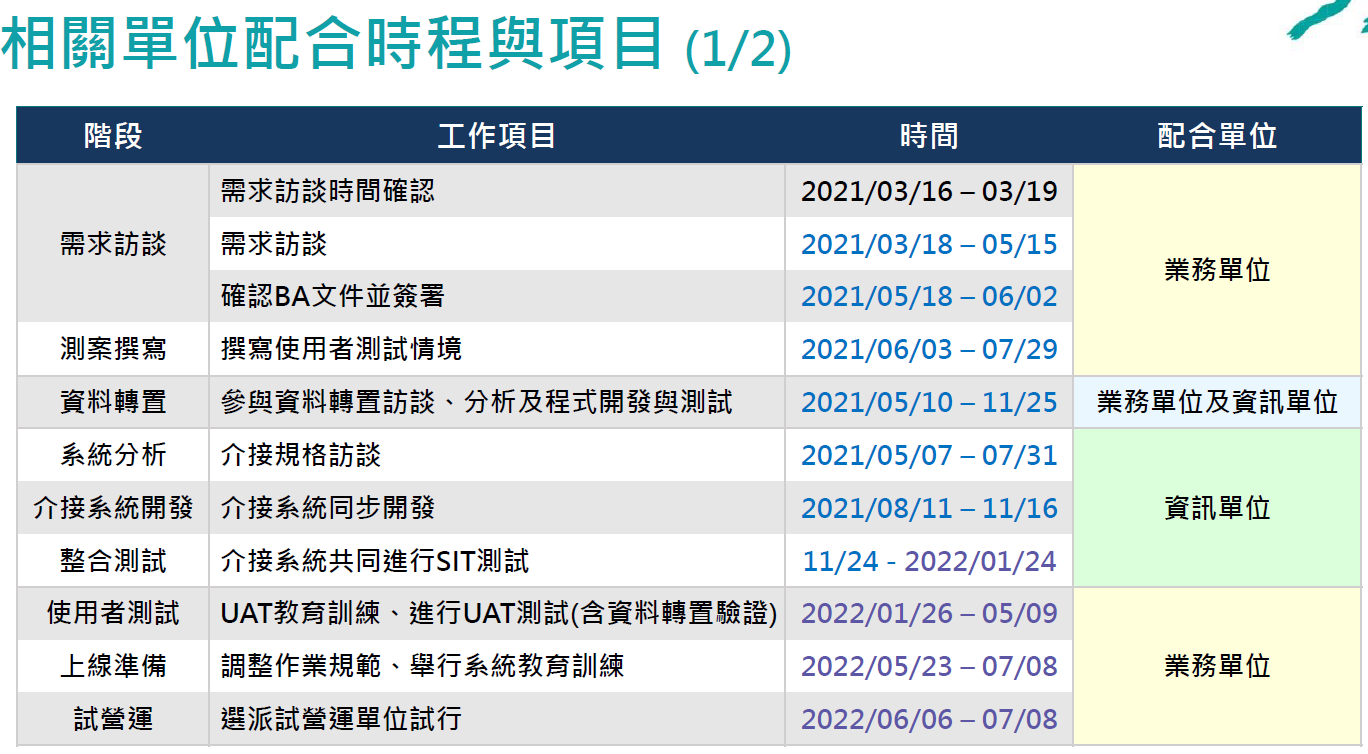 相關單位配合時程與項目 (1/2)
階段 工作項目 時間 配合單位
需求訪談 需求訪談時間確認 2021/03/16 – 03/19 業務單位
需求訪談 2021/03/18 – 05/15
確認BA文件並簽署 2021/05/18 – 06/02
測案撰寫 撰寫使用者測試情境 2021/06/03 – 07/29
資料轉置 參與資料轉置訪談、分析及程式開發與測試 2021/05/10 – 11/25 業務單位及資訊單位
系統分析 介接規格訪談 2021/05/07 – 07/31 資訊單位
介接系統開發 介接系統同步開發 2021/08/11 – 11/16
整合測試 介接系統共同進行SIT測試 11/24 - 2022/01/24
使用者測試 UAT教育訓練、進行UAT測試(含資料轉置驗證) 2022/01/26 – 05/09 業務單位
上線準備 調整作業規範、舉行系統教育訓練 2022/05/23 – 07/08
試營運 選派試營運單位試行 2022/06/06 – 07/08